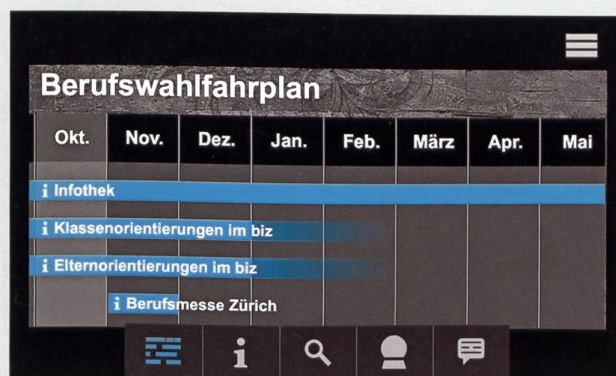 Berufswahlfahrplan
Okt. Nov. Dez. Jan. Feb. März Apr. Mai
i Infothek
i Klassenorientierungen im biz
i Elternorientierungen im biz
i Berufsmesse Zürich
i